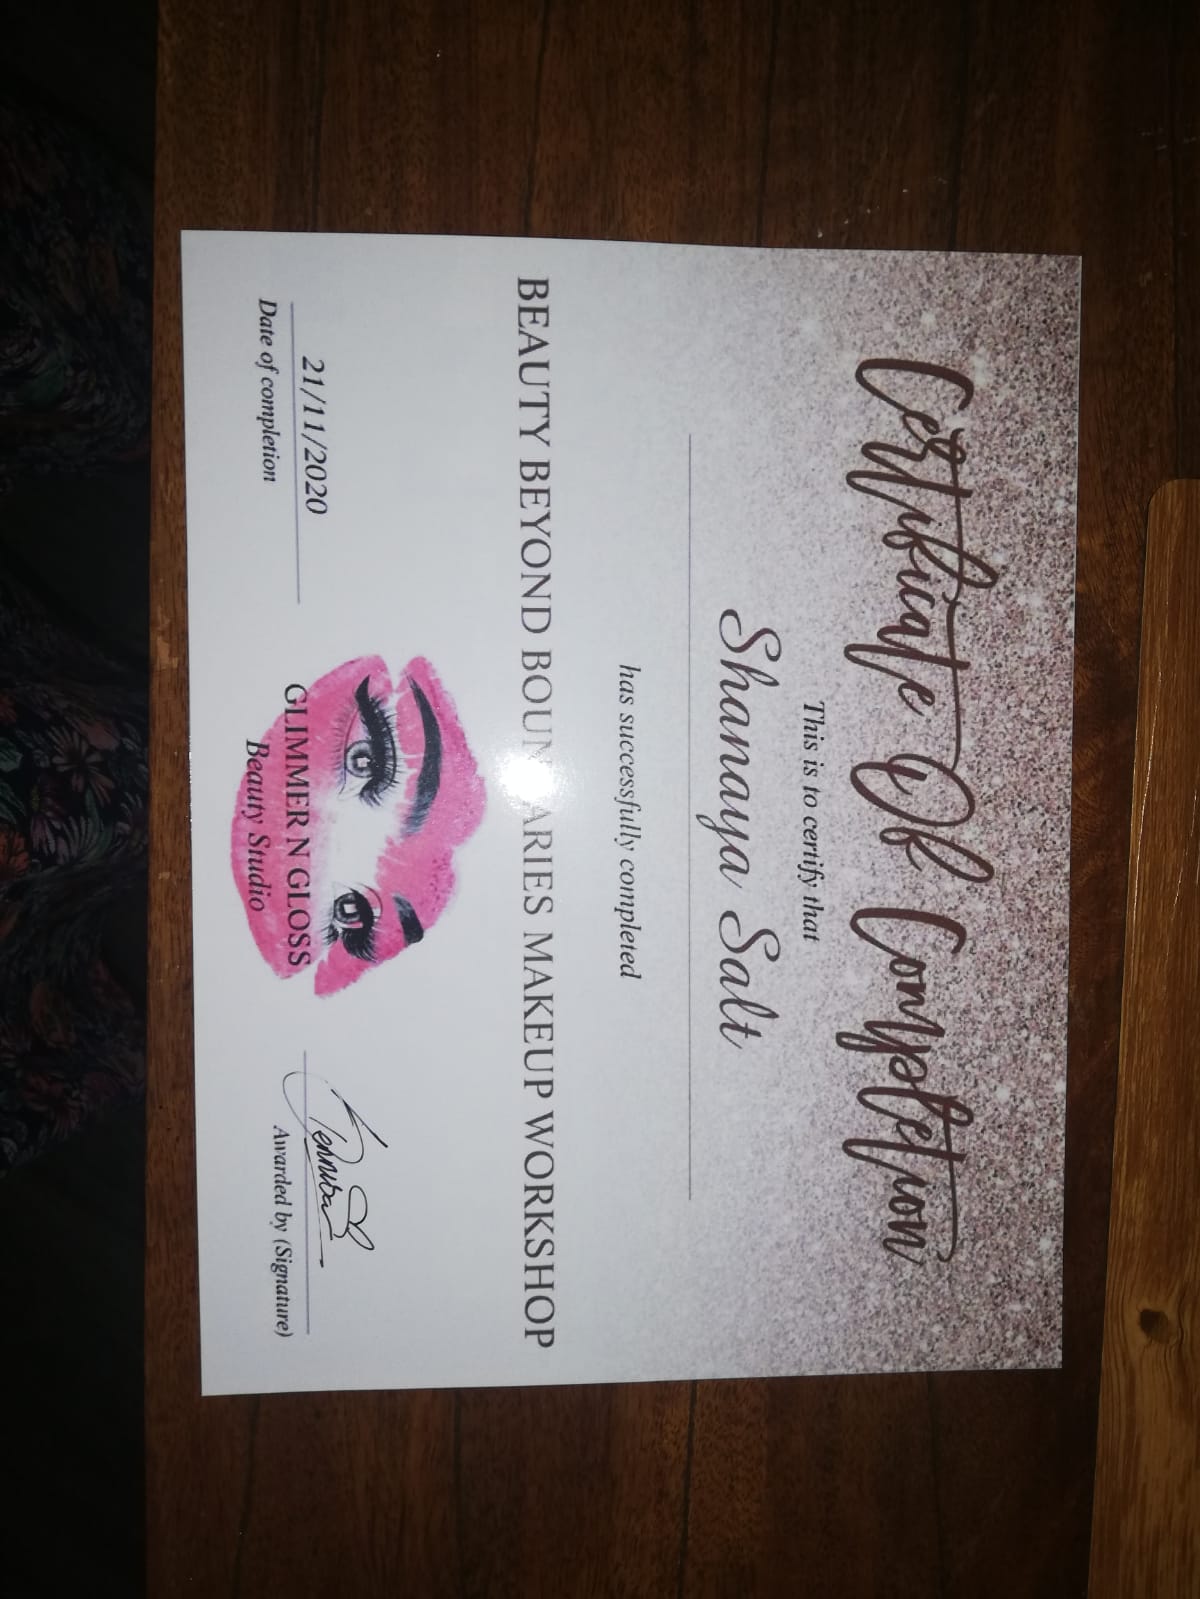 Certificate Of Completion
This is to certify that
Shanaya Salt
has successfully completed
BEAUTY BEYOND BOUN ARIES MAKEUP WORKSHOP
21/11/2020
Date of completion
GLIMMER N GLOSS
Beauty Studio
Awarded by (Signature)